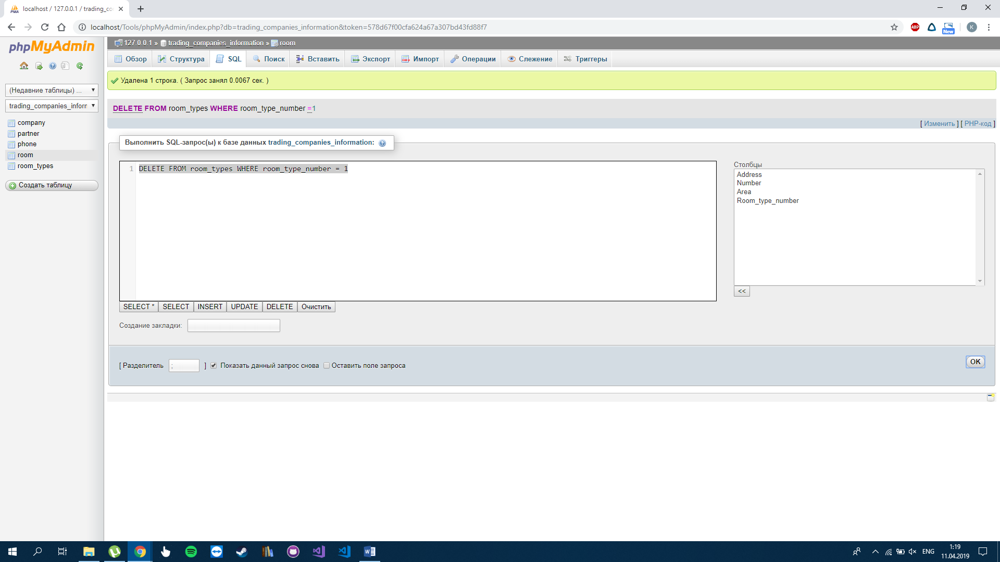 localhost / 127.0.0.1 / trading_co
localhost/Tools/phpMyAdmin/index.php?db=trading_companies_information&token=578d67f00cfa624a67a307bd43fd88f7
ABP
New
K
phpMyAdmin
127.0.0.1 » trading_companies_information » room
Обзор Структура SQL Поиск Вставить Экспорт Импорт Операции Слежение Триггеры
Удалена 1 строка. ( Запрос занял 0.0067 сек. )
(Недавние таблицы) ...
trading_companies_inform
company
partner
phone
room
room_types
Создать таблицу
DELETE FROM room_types WHERE room_type_number =1
[ Изменить ] [ PHP-код ]
Выполнить SQL-запрос(ы) к базе данных trading_companies_information:
1 DELETE FROM room_types WHERE room_type_number = 1
Столбцы
Address
Number
Area
Room_type_number
<<
SELECT * SELECT INSERT UPDATE DELETE Очистить
Создание закладки:
[ Разделитель ; ] Показать данный запрос снова Оставить поле запроса
OK
ENG
1:19
11.04.2019